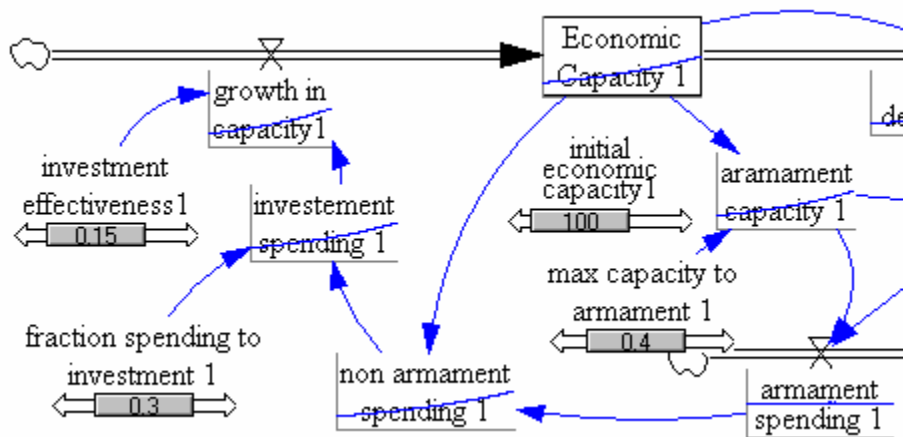 Economic
Capacity 1
growth in
capacity1
de
investment
effectiveness1
0.15
investement
spending 1
initial
economic
capacity1
100
aramament
capacity 1
max capacity to
armament 1
0.4
fraction spending to
investment 1
0.3
non armament
spending 1
armament
spending 1